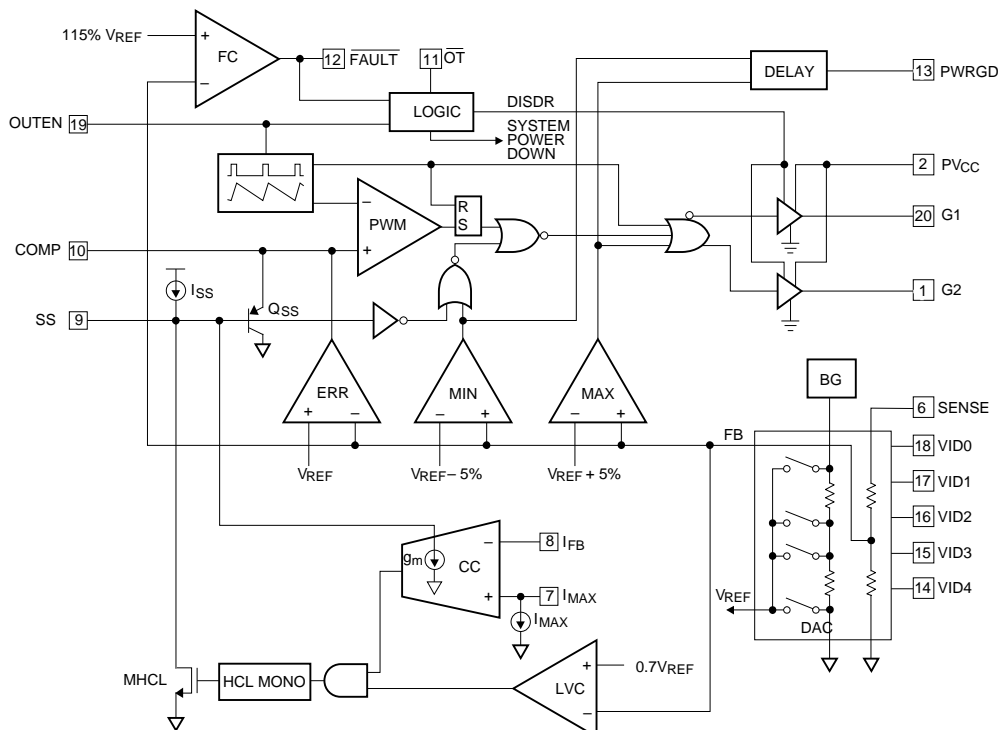 115% VREF
+
FC
−
12 FAULT
11 OT
DELAY
13 PWRGD
LOGIC
DISDR
OUTEN 19
SYSTEM
POWER
DOWN
2 PVCC
−
PWM
+
R
S
20 G1
COMP 10
ISS
QSS
1 G2
SS 9
ERR
+ −
MIN
− +
MAX
− +
BG
6 SENSE
FB
VREF
VREF – 5%
VREF + 5%
18 VID0
17 VID1
16 VID2
15 VID3
14 VID4
gm
CC
−
+
8 IFB
7 IMAX
IMAX
VREF
DAC
MHCL
HCL MONO
LVC
+
−
0.7VREF